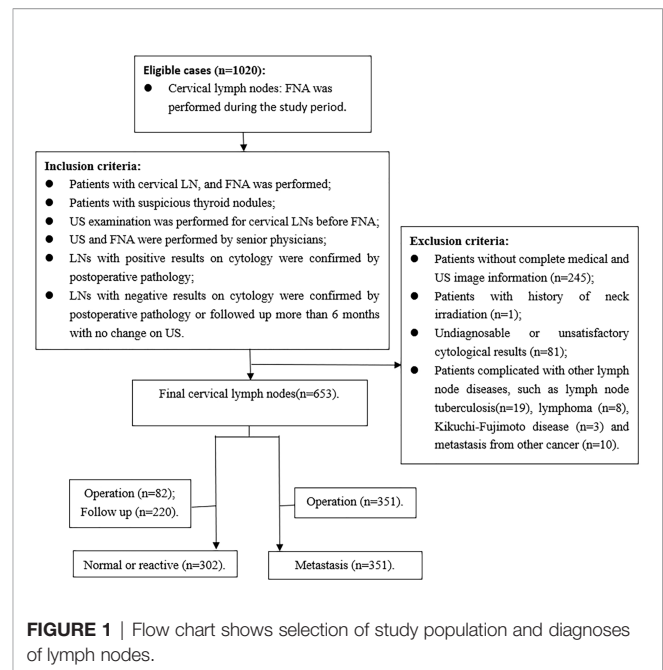 Eligible cases (n=1020):
● Cervical lymph nodes: FNA was
performed during the study period.
Inclusion criteria:
● Patients with cervical LN, and FNA was performed;
● Patients with suspicious thyroid nodules;
● US examination was performed for cervical LNs before FNA;
● US and FNA were performed by senior physicians;
● LNs with positive results on cytology were confirmed by
postoperative pathology;
● LNs with negative results on cytology were confirmed by
postoperative pathology or followed up more than 6 months
with no change on US.
Exclusion criteria:
● Patients without complete medical and
US image information (n=245);
● Patients with history of neck
irradiation (n=1);
● Undiagnosable or unsatisfactory
cytological results (n=81);
● Patients complicated with other lymph
node diseases, such as lymph node
tuberculosis(n=19), lymphoma (n=8),
Kikuchi-Fujimoto disease (n=3) and
metastasis from other cancer (n=10).
Final cervical lymph nodes(n=653).
Operation (n=82);
Follow up (n=220).
Operation (n=351).
Normal or reactive (n=302).
Metastasis (n=351).
FIGURE 1 | Flow chart shows selection of study population and diagnoses
of lymph nodes.